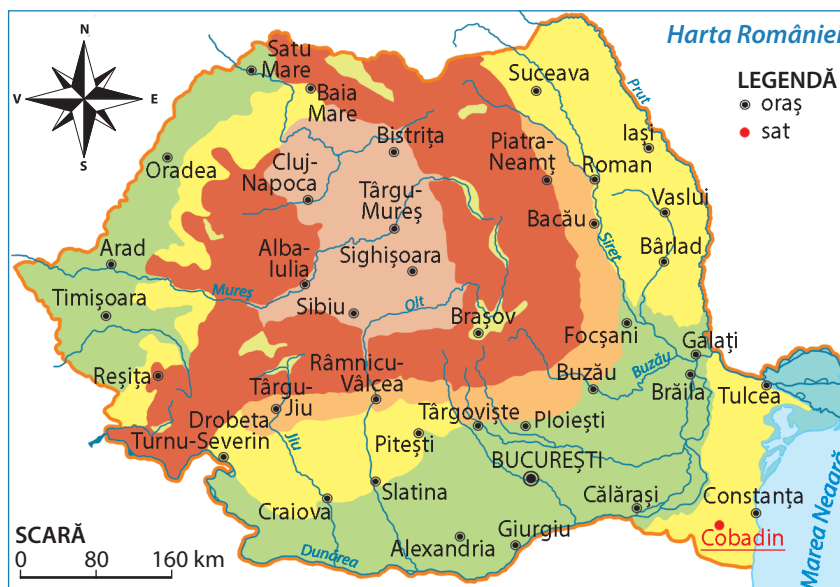 Harta României
LEGENDĂ
oraș
sat
N
V
E
S
Satu
Mare
Baia
Mare
Suceava
Prut
Bistrița
Iași
Oradea
Cluj-
Napoca
Piatra-
Neamț
Roman
Târgu-
Mureș
Vaslui
Bacău
Siret
Arad
Alba-
Iulia
Sighișoara
Bârlad
Timișoara
Mureș
Sibiu
Olt
Brașov
Focșani
Galați
Reșița
Râmnicu-
Vâlcea
Buzău
Buzău
Brăila
Tulcea
Târgu-
Jiu
Drobeta
Turnu-Severin
Jiu
Târgoviște
Ploiești
Pitești
BUCUREȘTI
Slatina
Craiova
Călărași
Constanța
Cobadin
Alexandria
Giurgiu
Dunărea
Marea Neagră
SCARĂ
0 80 160 km